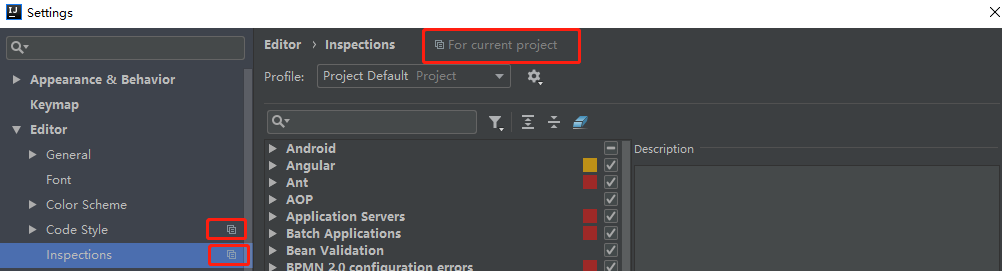 IJ Settings
Editor › Inspections For current project
Appearance & Behavior
Profile: Project Default Project
Keymap
Editor
General
Font
Color Scheme
Code Style
Inspections
Android
Angular
Ant
AOP
Application Servers
Batch Applications
Bean Validation
BPMN 2.0 configuration errors
Description